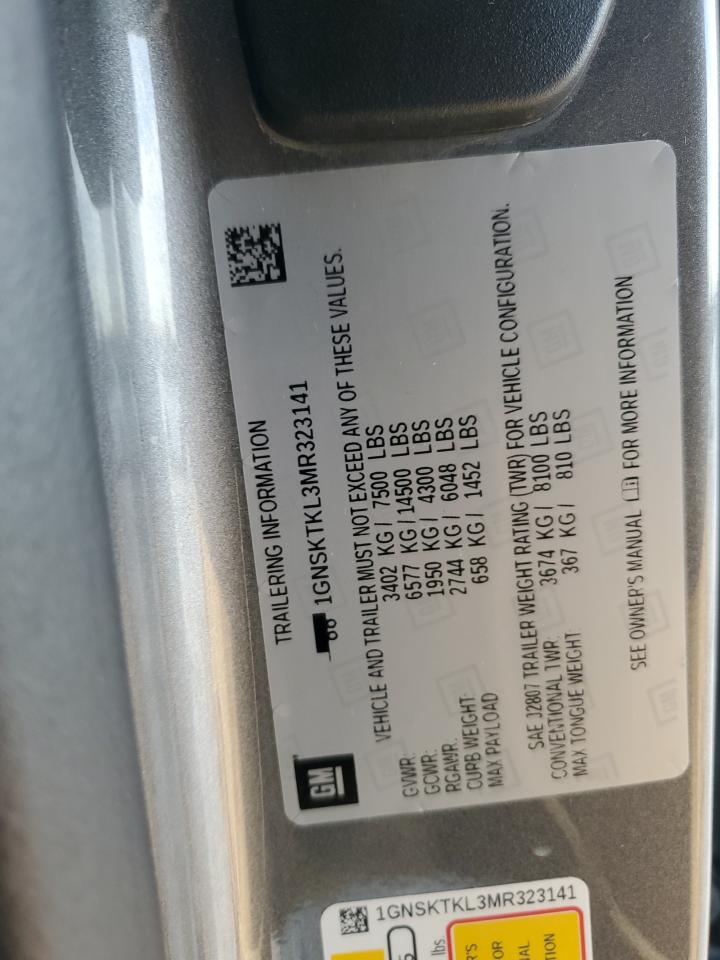 TRAILERING INFORMATION
1GNSKTKL3MR323141
GM
VEHICLE AND TRAILER MUST NOT EXCEED ANY OF THESE VALUES.
GVWR: 3402 KG / 7500 LBS
GCWR: 6577 KG / 14500 LBS
RGAWR: 1950 KG / 4300 LBS
CURB WEIGHT: 2744 KG / 6048 LBS
MAX PAYLOAD 658 KG / 1452 LBS
SAE J2807 TRAILER WEIGHT RATING (TWR) FOR VEHICLE CONFIGURATION.
CONVENTIONAL TWR: 3674 KG / 8100 LBS
MAX TONGUE WEIGHT: 367 KG / 810 LBS
SEE OWNER'S MANUAL FOR MORE INFORMATION
1GNSKTKL3MR323141
lbs